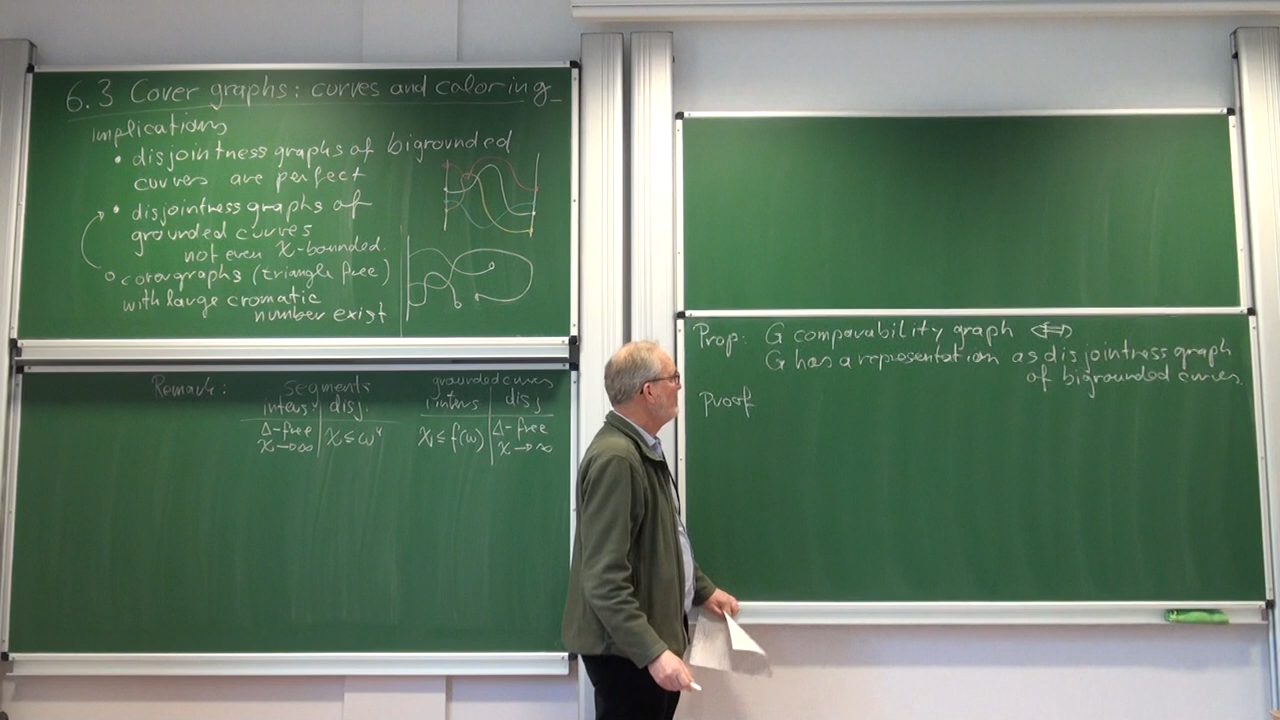 6.3 Cover graphs: curves and coloring
Implications
• disjointness graphs of bigrounded
curves are perfect
• disjointness graphs of
grounded curves
not even χ-bounded.
∘ covergraphs (triangle free)
with large cromatic
number exist
Remark:
segments
inters. | disj.
Δ-free | χ ≤ ω⁴
χ → ∞
grounded curves
inters | disj
χ ≤ f(ω) | Δ-free
χ → ∞
Prop: G comparability graph ⇔
G has a representation as disjointness graph
of bigrounded curves.
Proof